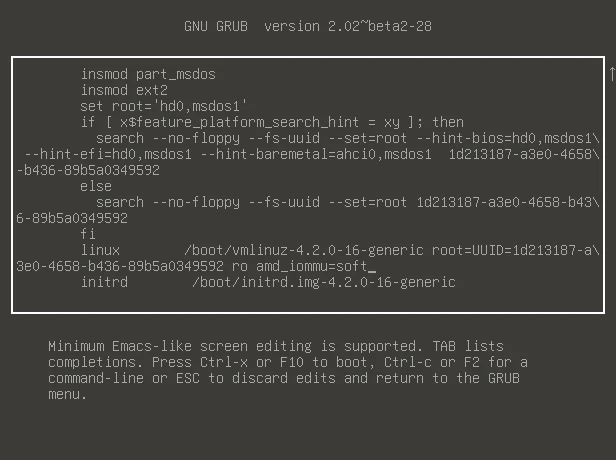 GNU GRUB  version 2.02~beta2-28
insmod part_msdos
insmod ext2
set root='hd0,msdos1'
if [ x$feature_platform_search_hint = xy ]; then
search --no-floppy --fs-uuid --set=root --hint-bios=hd0,msdos1\
--hint-efi=hd0,msdos1 --hint-baremetal=ahci0,msdos1  1d213187-a3e0-4658\
-b436-89b5a0349592
else
search --no-floppy --fs-uuid --set=root 1d213187-a3e0-4658-b43\
6-89b5a0349592
fi
linux       /boot/vmlinuz-4.2.0-16-generic root=UUID=1d213187-a\
3e0-4658-b436-89b5a0349592 ro amd_iommu=soft_
initrd        /boot/initrd.img-4.2.0-16-generic
Minimum Emacs-like screen editing is supported. TAB lists
completions. Press Ctrl-x or F10 to boot, Ctrl-c or F2 for a
command-line or ESC to discard edits and return to the GRUB
menu.